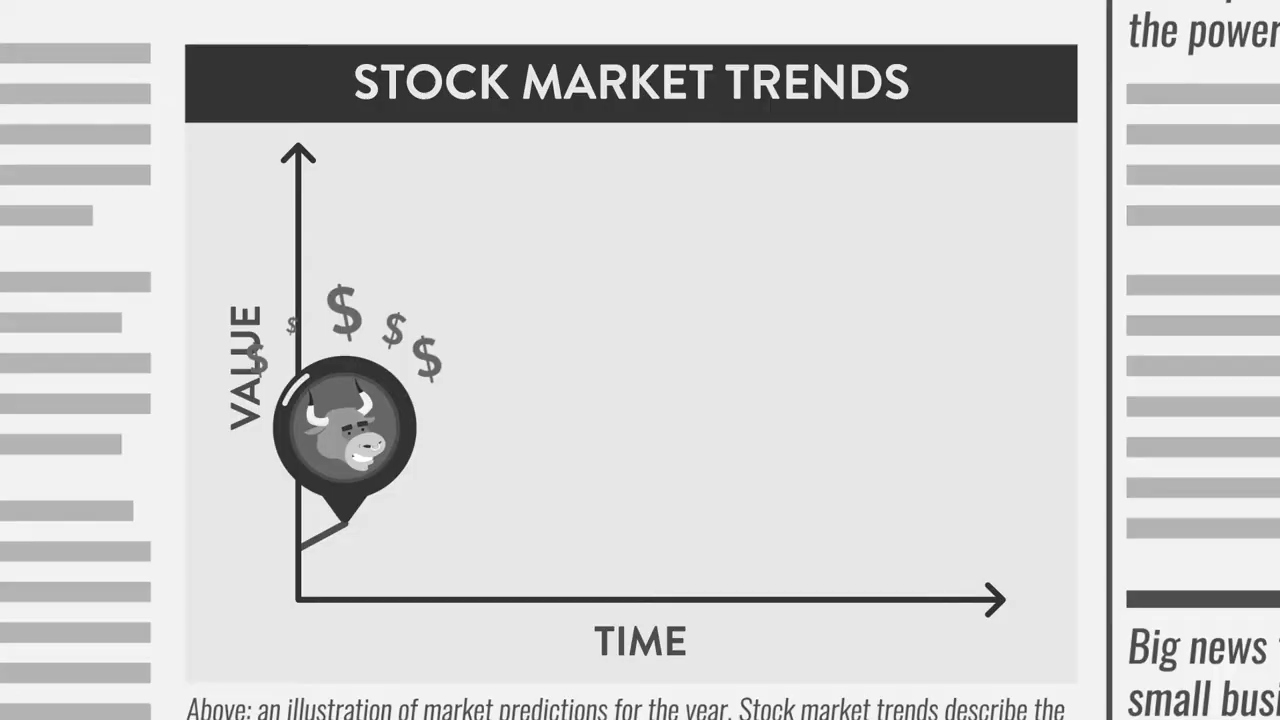 STOCK MARKET TRENDS
$
$
$
$
$
VALUE
TIME
Above: an illustration of market predictions for the year. Stock market trends describe the
the power
Big news
small busi